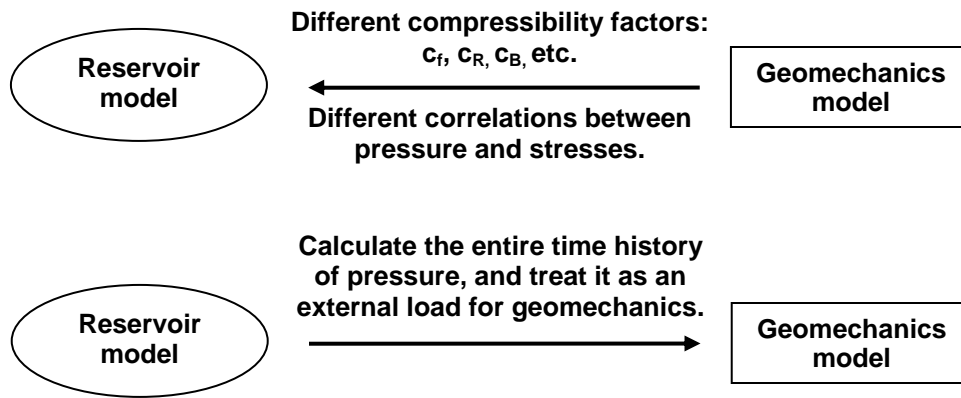 Different compressibility factors:
c_f, c_R, c_B, etc.
Reservoir
model
Geomechanics
model
Different correlations between
pressure and stresses.
Calculate the entire time history
of pressure, and treat it as an
external load for geomechanics.
Reservoir
model
Geomechanics
model